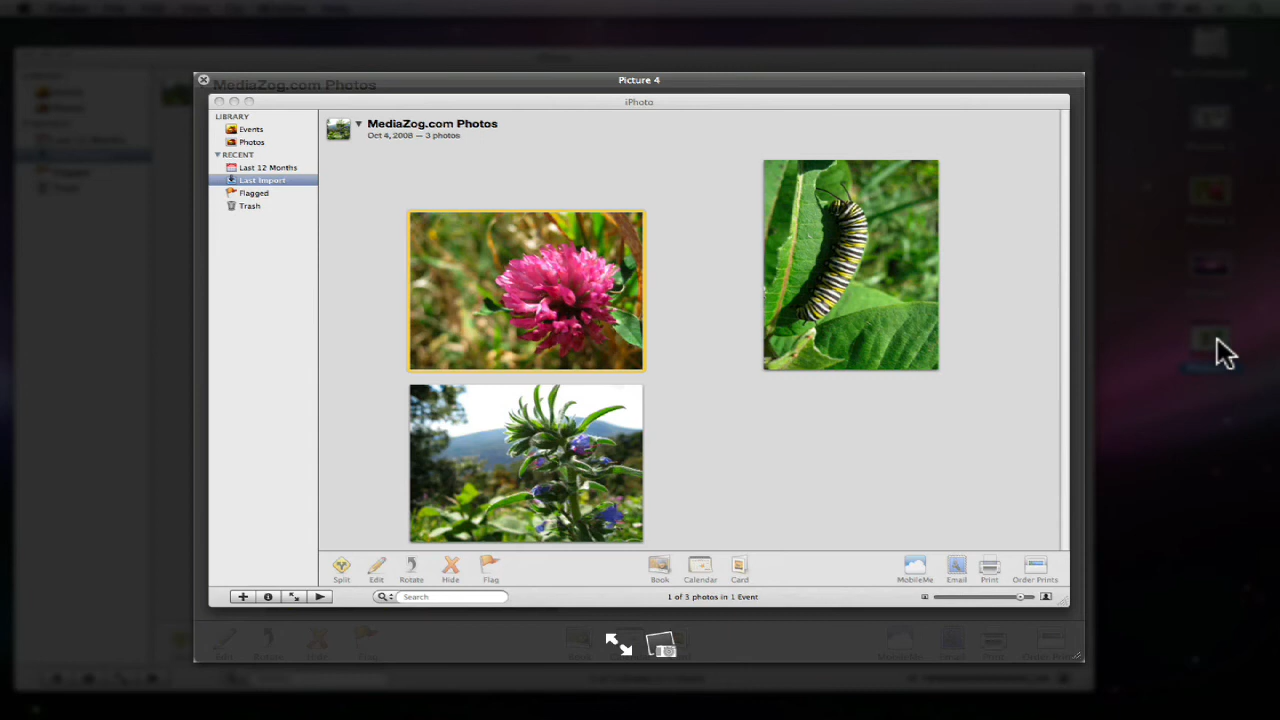 Picture 4
MediaZog.com Photos
iPhoto
LIBRARY
Events
Photos
RECENT
Last 12 Months
Last Import
Flagged
Trash
MediaZog.com Photos
Oct 4, 2008 — 3 photos
Split
Edit
Rotate
Hide
Flag
Book
Calendar
Card
MobileMe
Email
Print
Order Prints
Search
1 of 3 photos in 1 Event